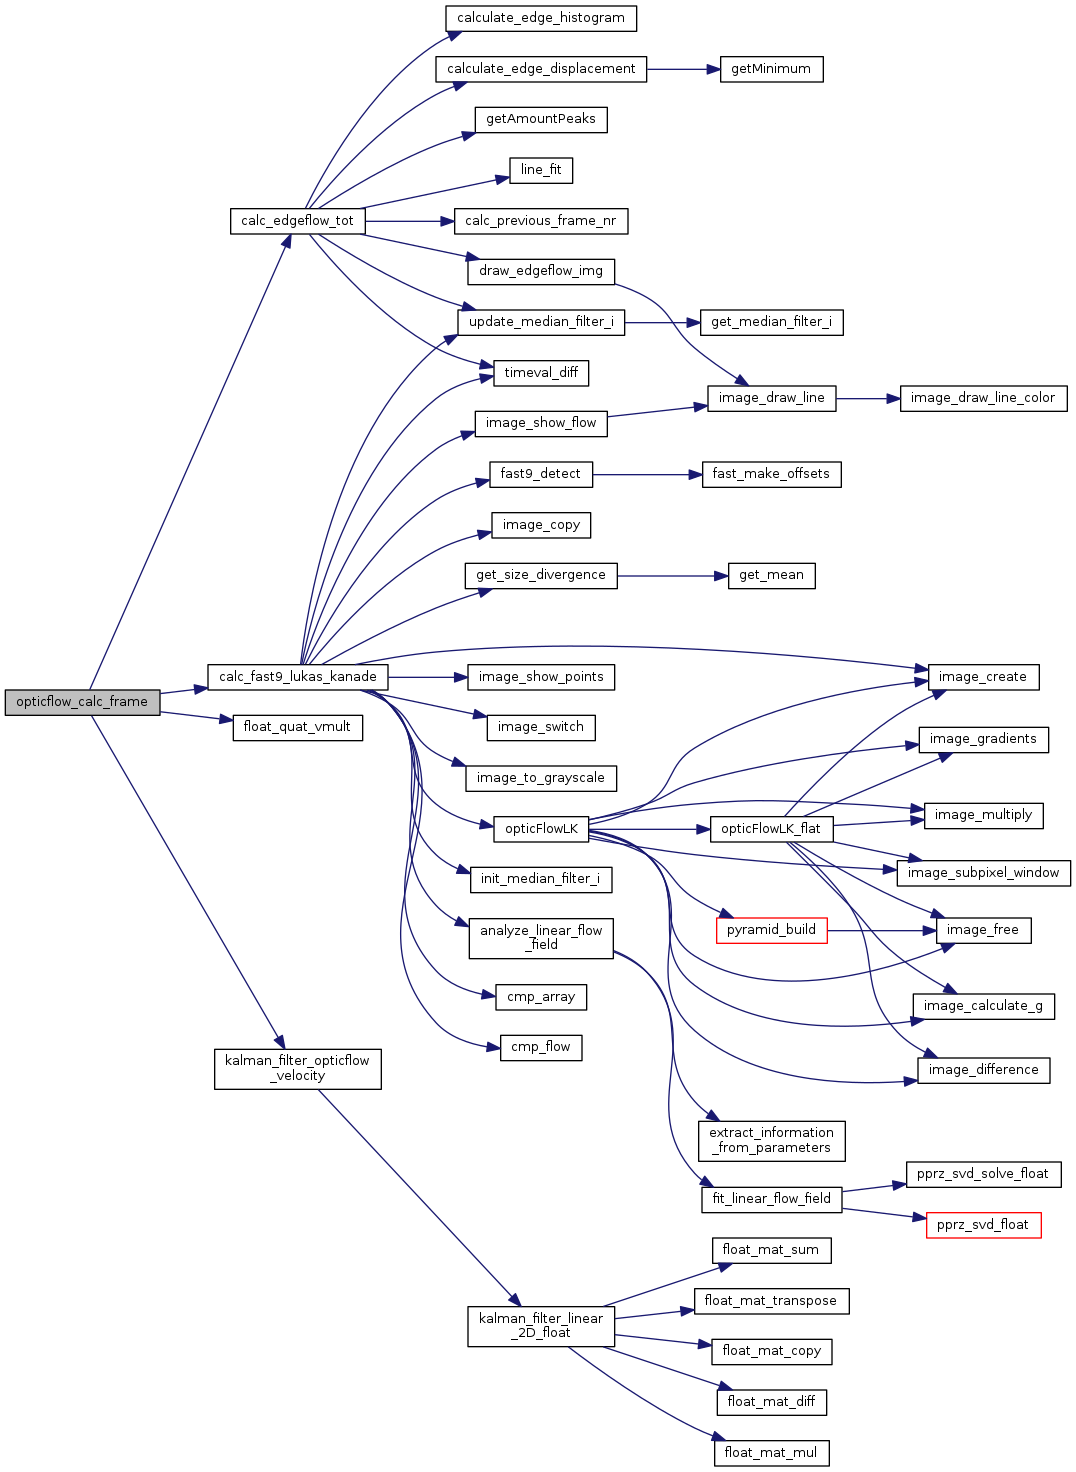 calculate_edge_histogram
calculate_edge_displacement
getMinimum
getAmountPeaks
line_fit
calc_edgeflow_tot
calc_previous_frame_nr
draw_edgeflow_img
update_median_filter_i
get_median_filter_i
timeval_diff
image_draw_line
image_draw_line_color
image_show_flow
fast9_detect
fast_make_offsets
image_copy
get_size_divergence
get_mean
calc_fast9_lukas_kanade
image_show_points
image_create
opticflow_calc_frame
float_quat_vmult
image_switch
image_gradients
image_to_grayscale
image_multiply
opticFlowLK
opticFlowLK_flat
init_median_filter_i
image_subpixel_window
analyze_linear_flow
_field
pyramid_build
image_free
cmp_array
image_calculate_g
cmp_flow
kalman_filter_opticflow
_velocity
image_difference
extract_information
_from_parameters
fit_linear_flow_field
pprz_svd_solve_float
pprz_svd_float
float_mat_sum
float_mat_transpose
kalman_filter_linear
_2D_float
float_mat_copy
float_mat_diff
float_mat_mul